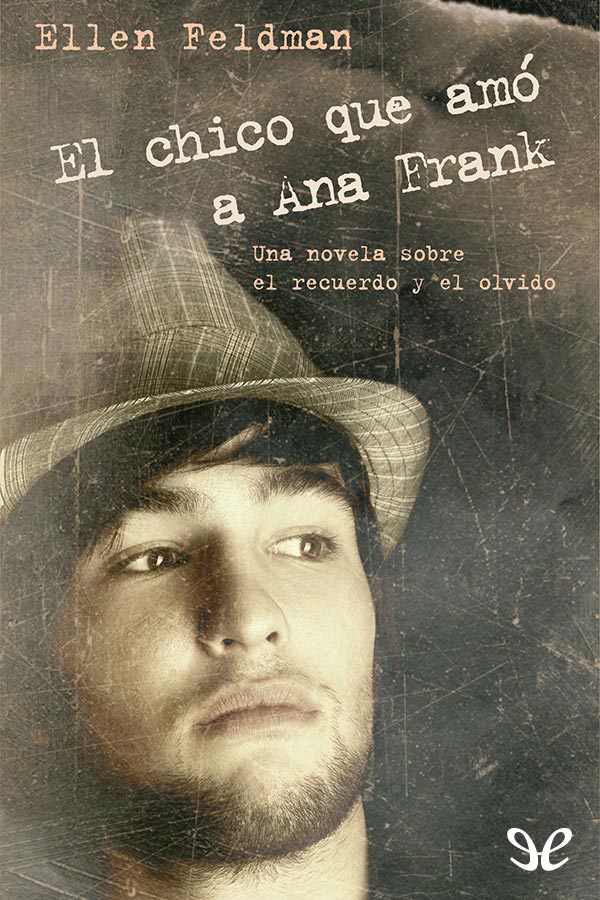 Ellen Feldman
El chico que amó
a Ana Frank
Una novela sobre
el recuerdo y el olvido